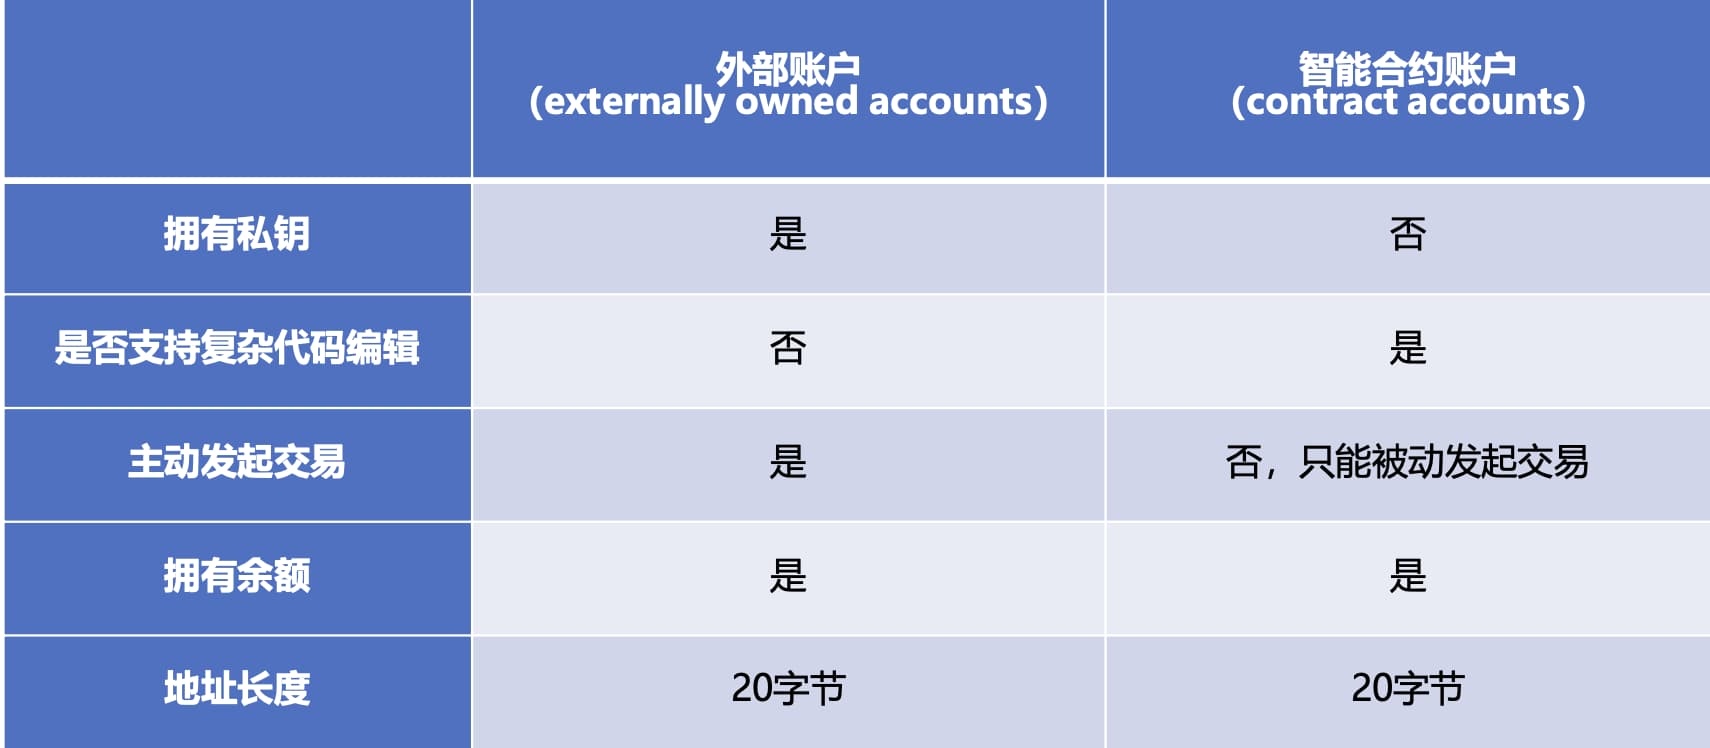 外部账户
（externally owned accounts）
智能合约账户
（contract accounts）
拥有私钥
是
否
是否支持复杂代码编辑
否
是
主动发起交易
是
否，只能被动发起交易
拥有余额
是
是
地址长度
20字节
20字节